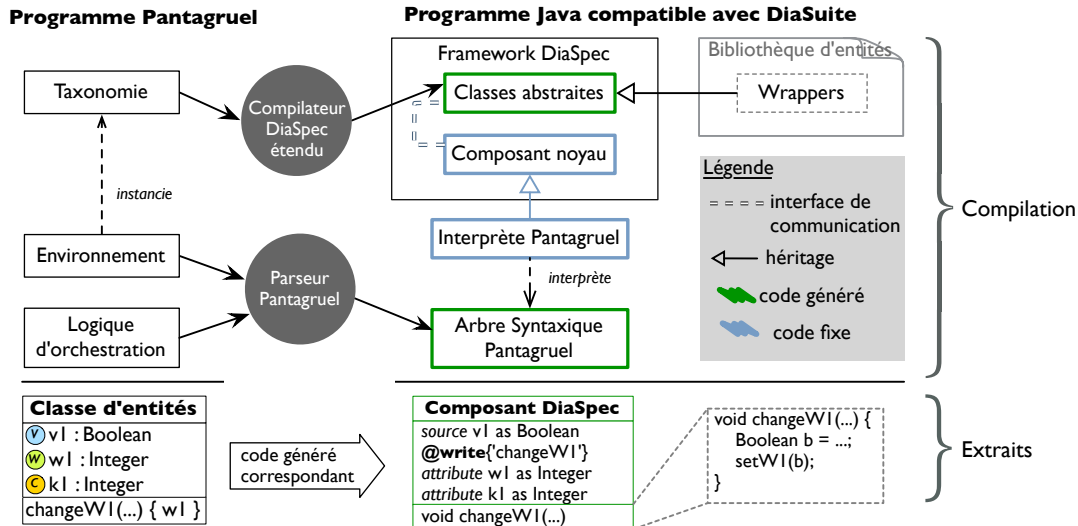 Programme Pantagruel
Programme Java compatible avec DiaSuite
Taxonomie
Compilateur
DiaSpec
étendu
Framework DiaSpec
Classes abstraites
Composant noyau
Bibliothèque d'entités
Wrappers
instancie
Environnement
Logique
d'orchestration
Parseur
Pantagruel
Interprète Pantagruel
interprète
Arbre Syntaxique
Pantagruel
Légende
interface de
communication
héritage
code généré
code fixe
Compilation
Classe d'entités
V v1 : Boolean
W w1 : Integer
C k1 : Integer
changeW1(...) { w1 }
code généré
correspondant
Composant DiaSpec
source v1 as Boolean
@write{'changeW1'}
attribute w1 as Integer
attribute k1 as Integer
void changeW1(...)
void changeW1(...) {
Boolean b = ...;
setW1(b);
}
Extraits